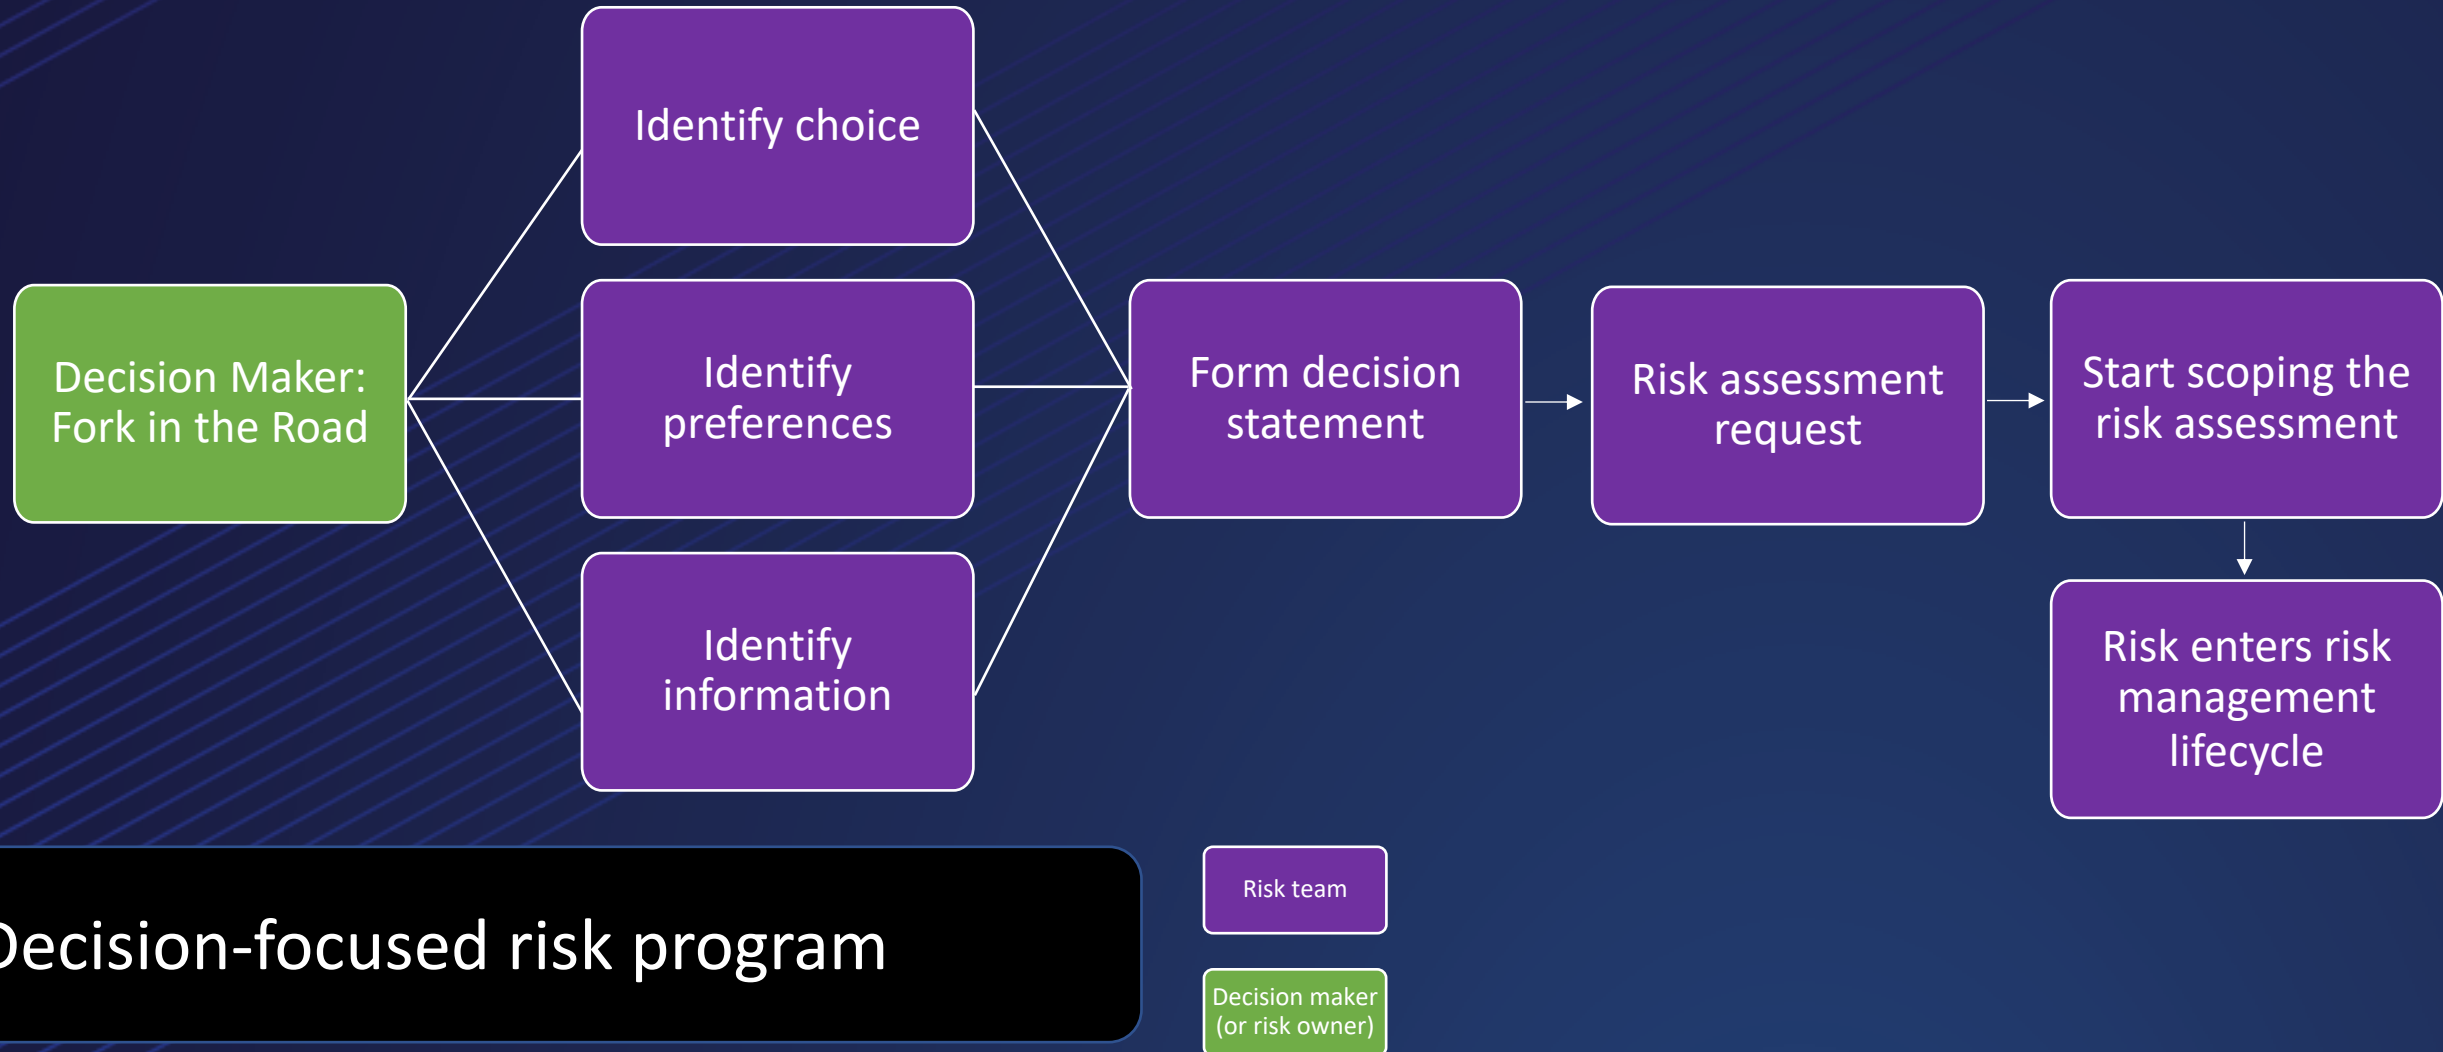 Identify choice
Decision Maker:
Fork in the Road
Identify
preferences
Form decision
statement
Risk assessment
request
Start scoping the
risk assessment
Identify
information
Risk enters risk
management
lifecycle
Decision-focused risk program
Risk team
Decision maker
(or risk owner)